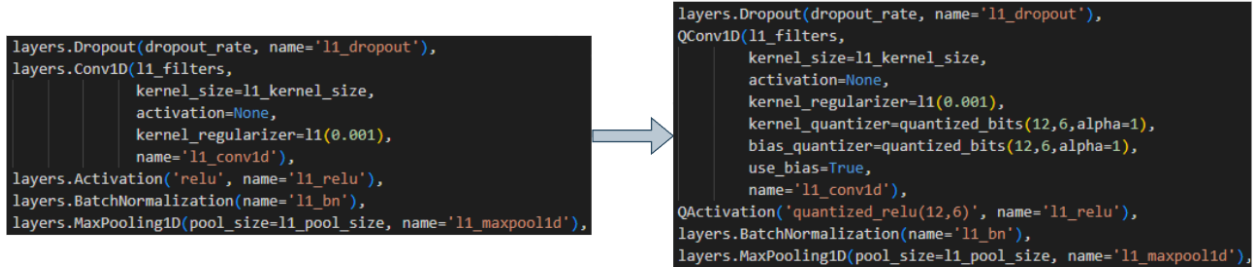 layers.Dropout(dropout_rate, name='l1_dropout'),
layers.Conv1D(l1_filters,
kernel_size=l1_kernel_size,
activation=None,
kernel_regularizer=l1(0.001),
name='l1_conv1d'),
layers.Activation('relu', name='l1_relu'),
layers.BatchNormalization(name='l1_bn'),
layers.MaxPooling1D(pool_size=l1_pool_size, name='l1_maxpool1d'),
layers.Dropout(dropout_rate, name='l1_dropout'),
QConv1D(l1_filters,
kernel_size=l1_kernel_size,
activation=None,
kernel_regularizer=l1(0.001),
kernel_quantizer=quantized_bits(12,6,alpha=1),
bias_quantizer=quantized_bits(12,6,alpha=1),
use_bias=True,
name='l1_conv1d'),
QActivation('quantized_relu(12,6)', name='l1_relu'),
layers.BatchNormalization(name='l1_bn'),
layers.MaxPooling1D(pool_size=l1_pool_size, name='l1_maxpool1d'),